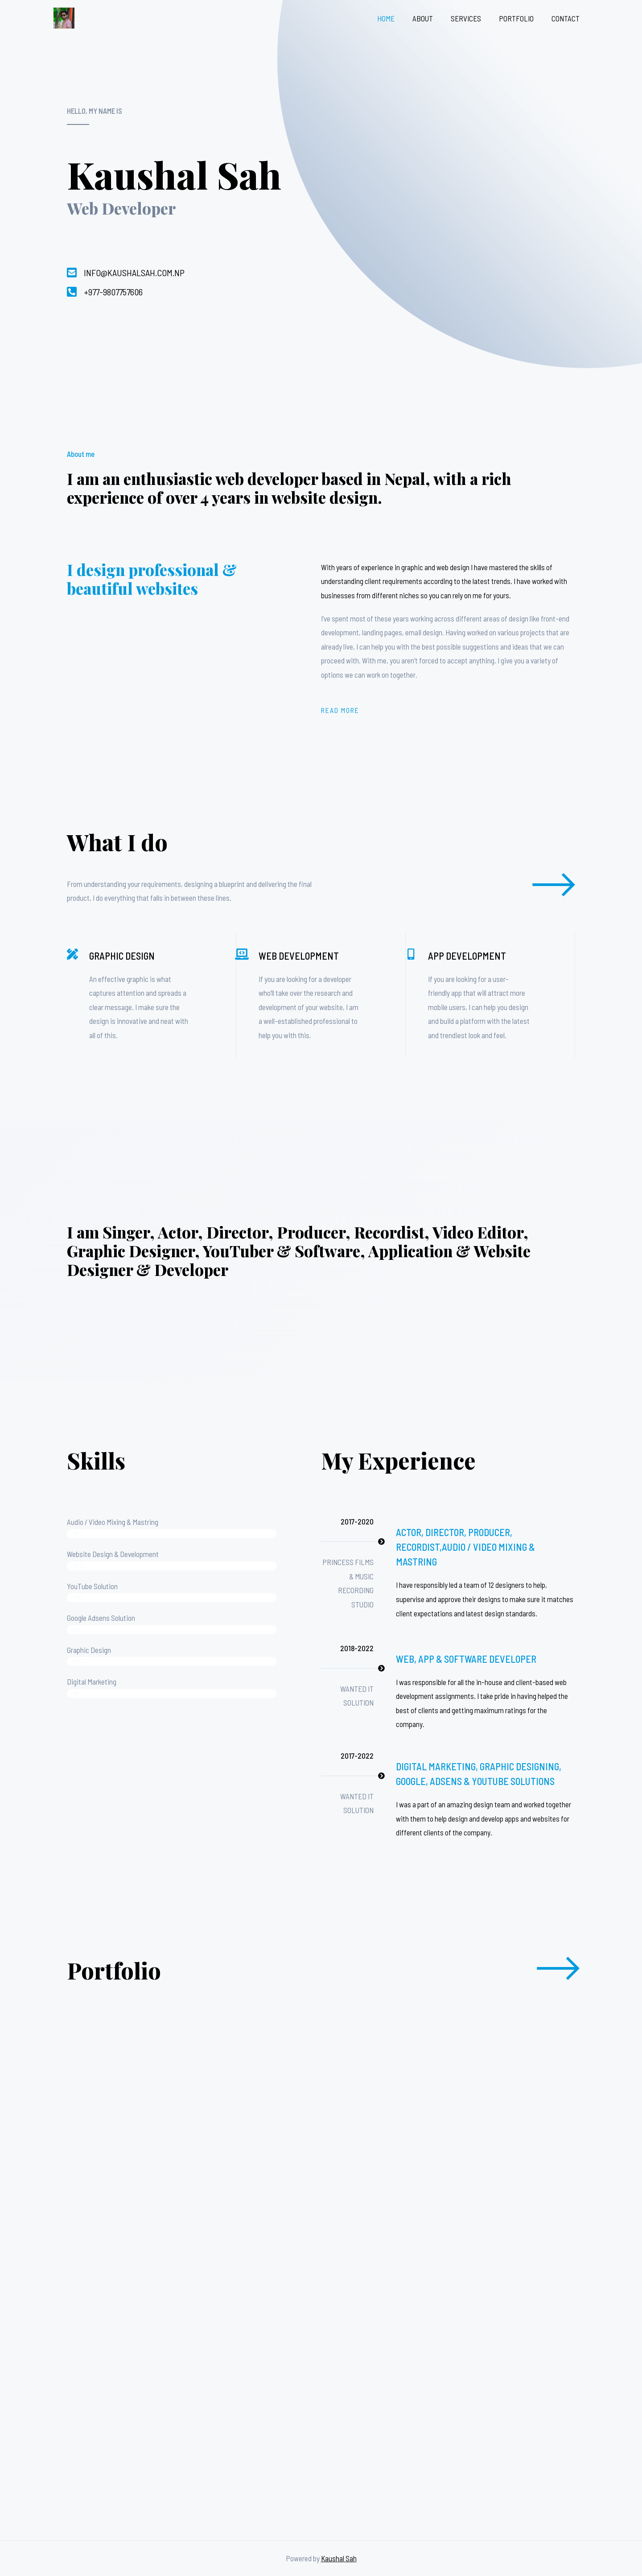 HOME ABOUT SERVICES PORTFOLIO CONTACT
HELLO, MY NAME IS
Kaushal Sah
Web Developer
INFO@KAUSHALSAH.COM.NP
+977-9807757606
About me
I am an enthusiastic web developer based in Nepal, with a rich
experience of over 4 years in website design.
I design professional &
beautiful websites
With years of experience in graphic and web design I have mastered the skills of
understanding client requirements according to the latest trends. I have worked with
businesses from different niches so you can rely on me for yours.
I've spent most of these years working across different areas of design like front-end
development, landing pages, email design. Having worked on various projects that are
already live, I can help you with the best possible suggestions and ideas that we can
proceed with. With me, you aren't forced to accept anything. I give you a variety of
options we can work on together.
READ MORE
What I do
From understanding your requirements, designing a blueprint and delivering the final
product, I do everything that falls in between these lines.
GRAPHIC DESIGN
An effective graphic is what
captures attention and spreads a
clear message. I make sure the
design is innovative and neat with
all of this.
WEB DEVELOPMENT
If you are looking for a developer
who'll take over the research and
development of your website, I am
a well-established professional to
help you with this.
APP DEVELOPMENT
If you are looking for a user-
friendly app that will attract more
mobile users, I can help you design
and build a platform with the latest
and trendiest look and feel.
I am Singer, Actor, Director, Producer, Recordist, Video Editor,
Graphic Designer, YouTuber & Software, Application & Website
Designer & Developer
Skills
Audio / Video Mixing & Mastring
Website Design & Development
YouTube Solution
Google Adsens Solution
Graphic Design
Digital Marketing
My Experience
2017-2020
PRINCESS FILMS
& MUSIC
RECORDING
STUDIO
ACTOR, DIRECTOR, PRODUCER,
RECORDIST,AUDIO / VIDEO MIXING &
MASTRING
I have responsibly led a team of 12 designers to help,
supervise and approve their designs to make sure it matches
client expectations and latest design standards.
2018-2022
WANTED IT
SOLUTION
WEB, APP & SOFTWARE DEVELOPER
I was responsible for all the in-house and client-based web
development assignments. I take pride in having helped the
best of clients and getting maximum ratings for the
company.
2017-2022
WANTED IT
SOLUTION
DIGITAL MARKETING, GRAPHIC DESIGNING,
GOOGLE, ADSENS & YOUTUBE SOLUTIONS
I was a part of an amazing design team and worked together
with them to help design and develop apps and websites for
different clients of the company.
Portfolio
Powered by Kaushal Sah